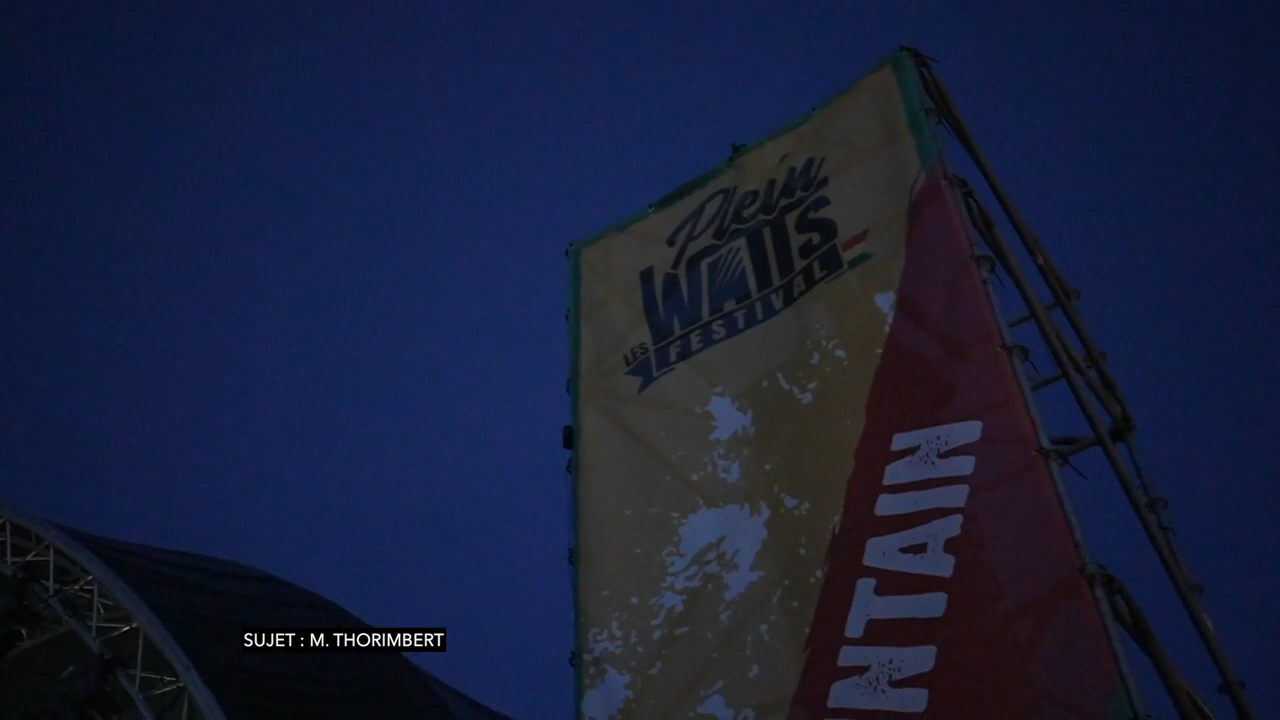 Plein
WATTS
LES FESTIVAL
NTAIN
SUJET : M. THORIMBERT